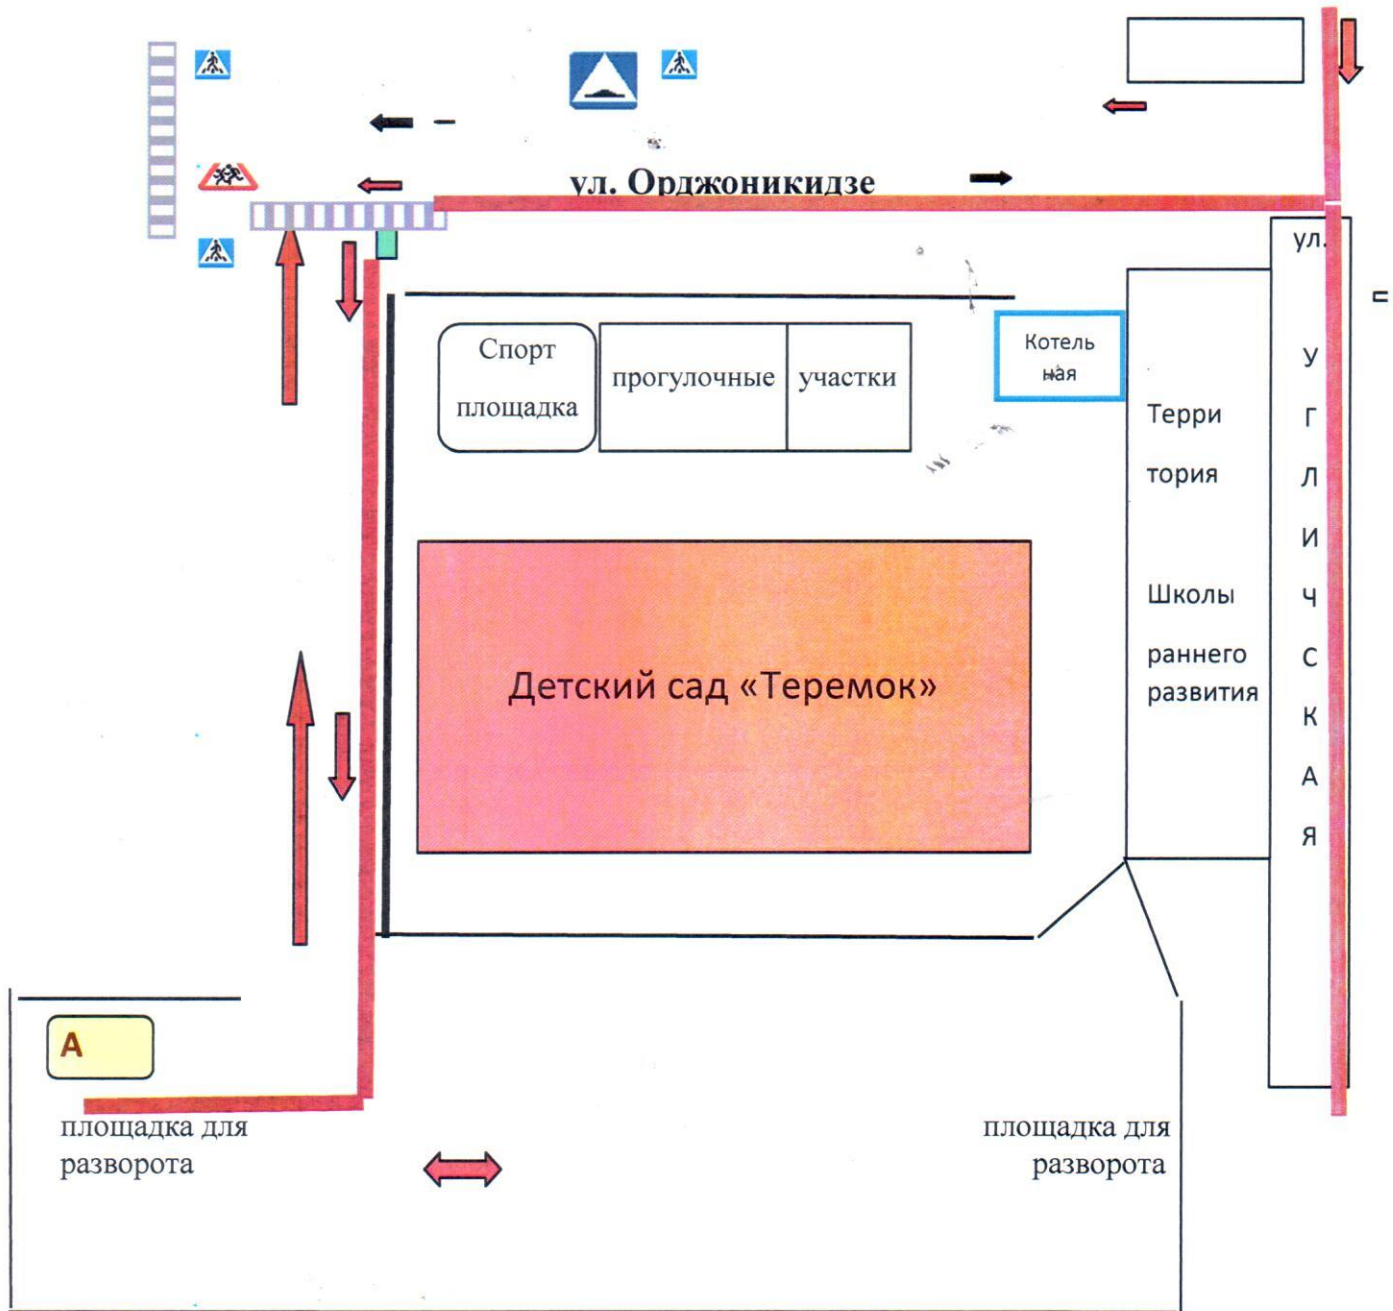 ул. Орджоникидze
ул.
п
Спорт
площадка
прогулочные
участки
Котель
ная
Терри
тория
Школы
раннего
развития
У
Г
Л
И
Ч
С
К
А
Я
Детский сад «Теремок»
А
площадка для
разворота
площадка для
разворота